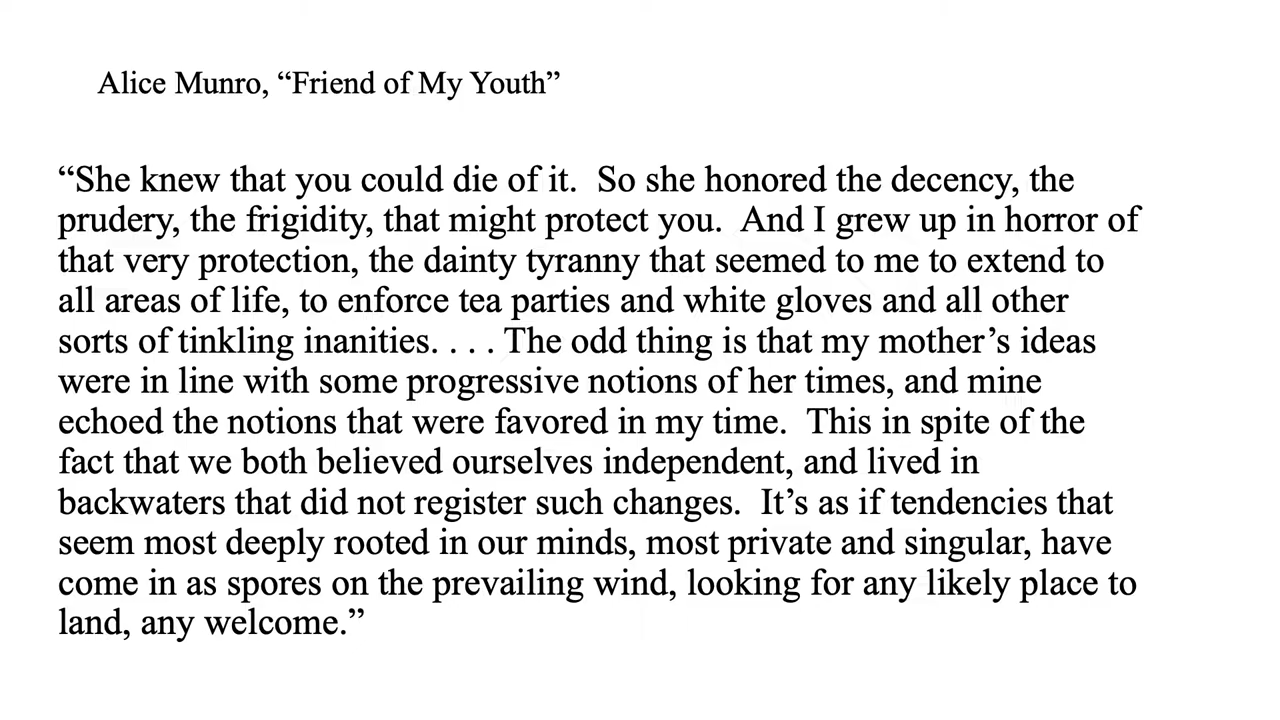 Alice Munro, “Friend of My Youth”
“She knew that you could die of it.  So she honored the decency, the
prudery, the frigidity, that might protect you.  And I grew up in horror of
that very protection, the dainty tyranny that seemed to me to extend to
all areas of life, to enforce tea parties and white gloves and all other
sorts of tinkling inanities. . . . The odd thing is that my mother’s ideas
were in line with some progressive notions of her times, and mine
echoed the notions that were favored in my time.  This in spite of the
fact that we both believed ourselves independent, and lived in
backwaters that did not register such changes.  It’s as if tendencies that
seem most deeply rooted in our minds, most private and singular, have
come in as spores on the prevailing wind, looking for any likely place to
land, any welcome.”